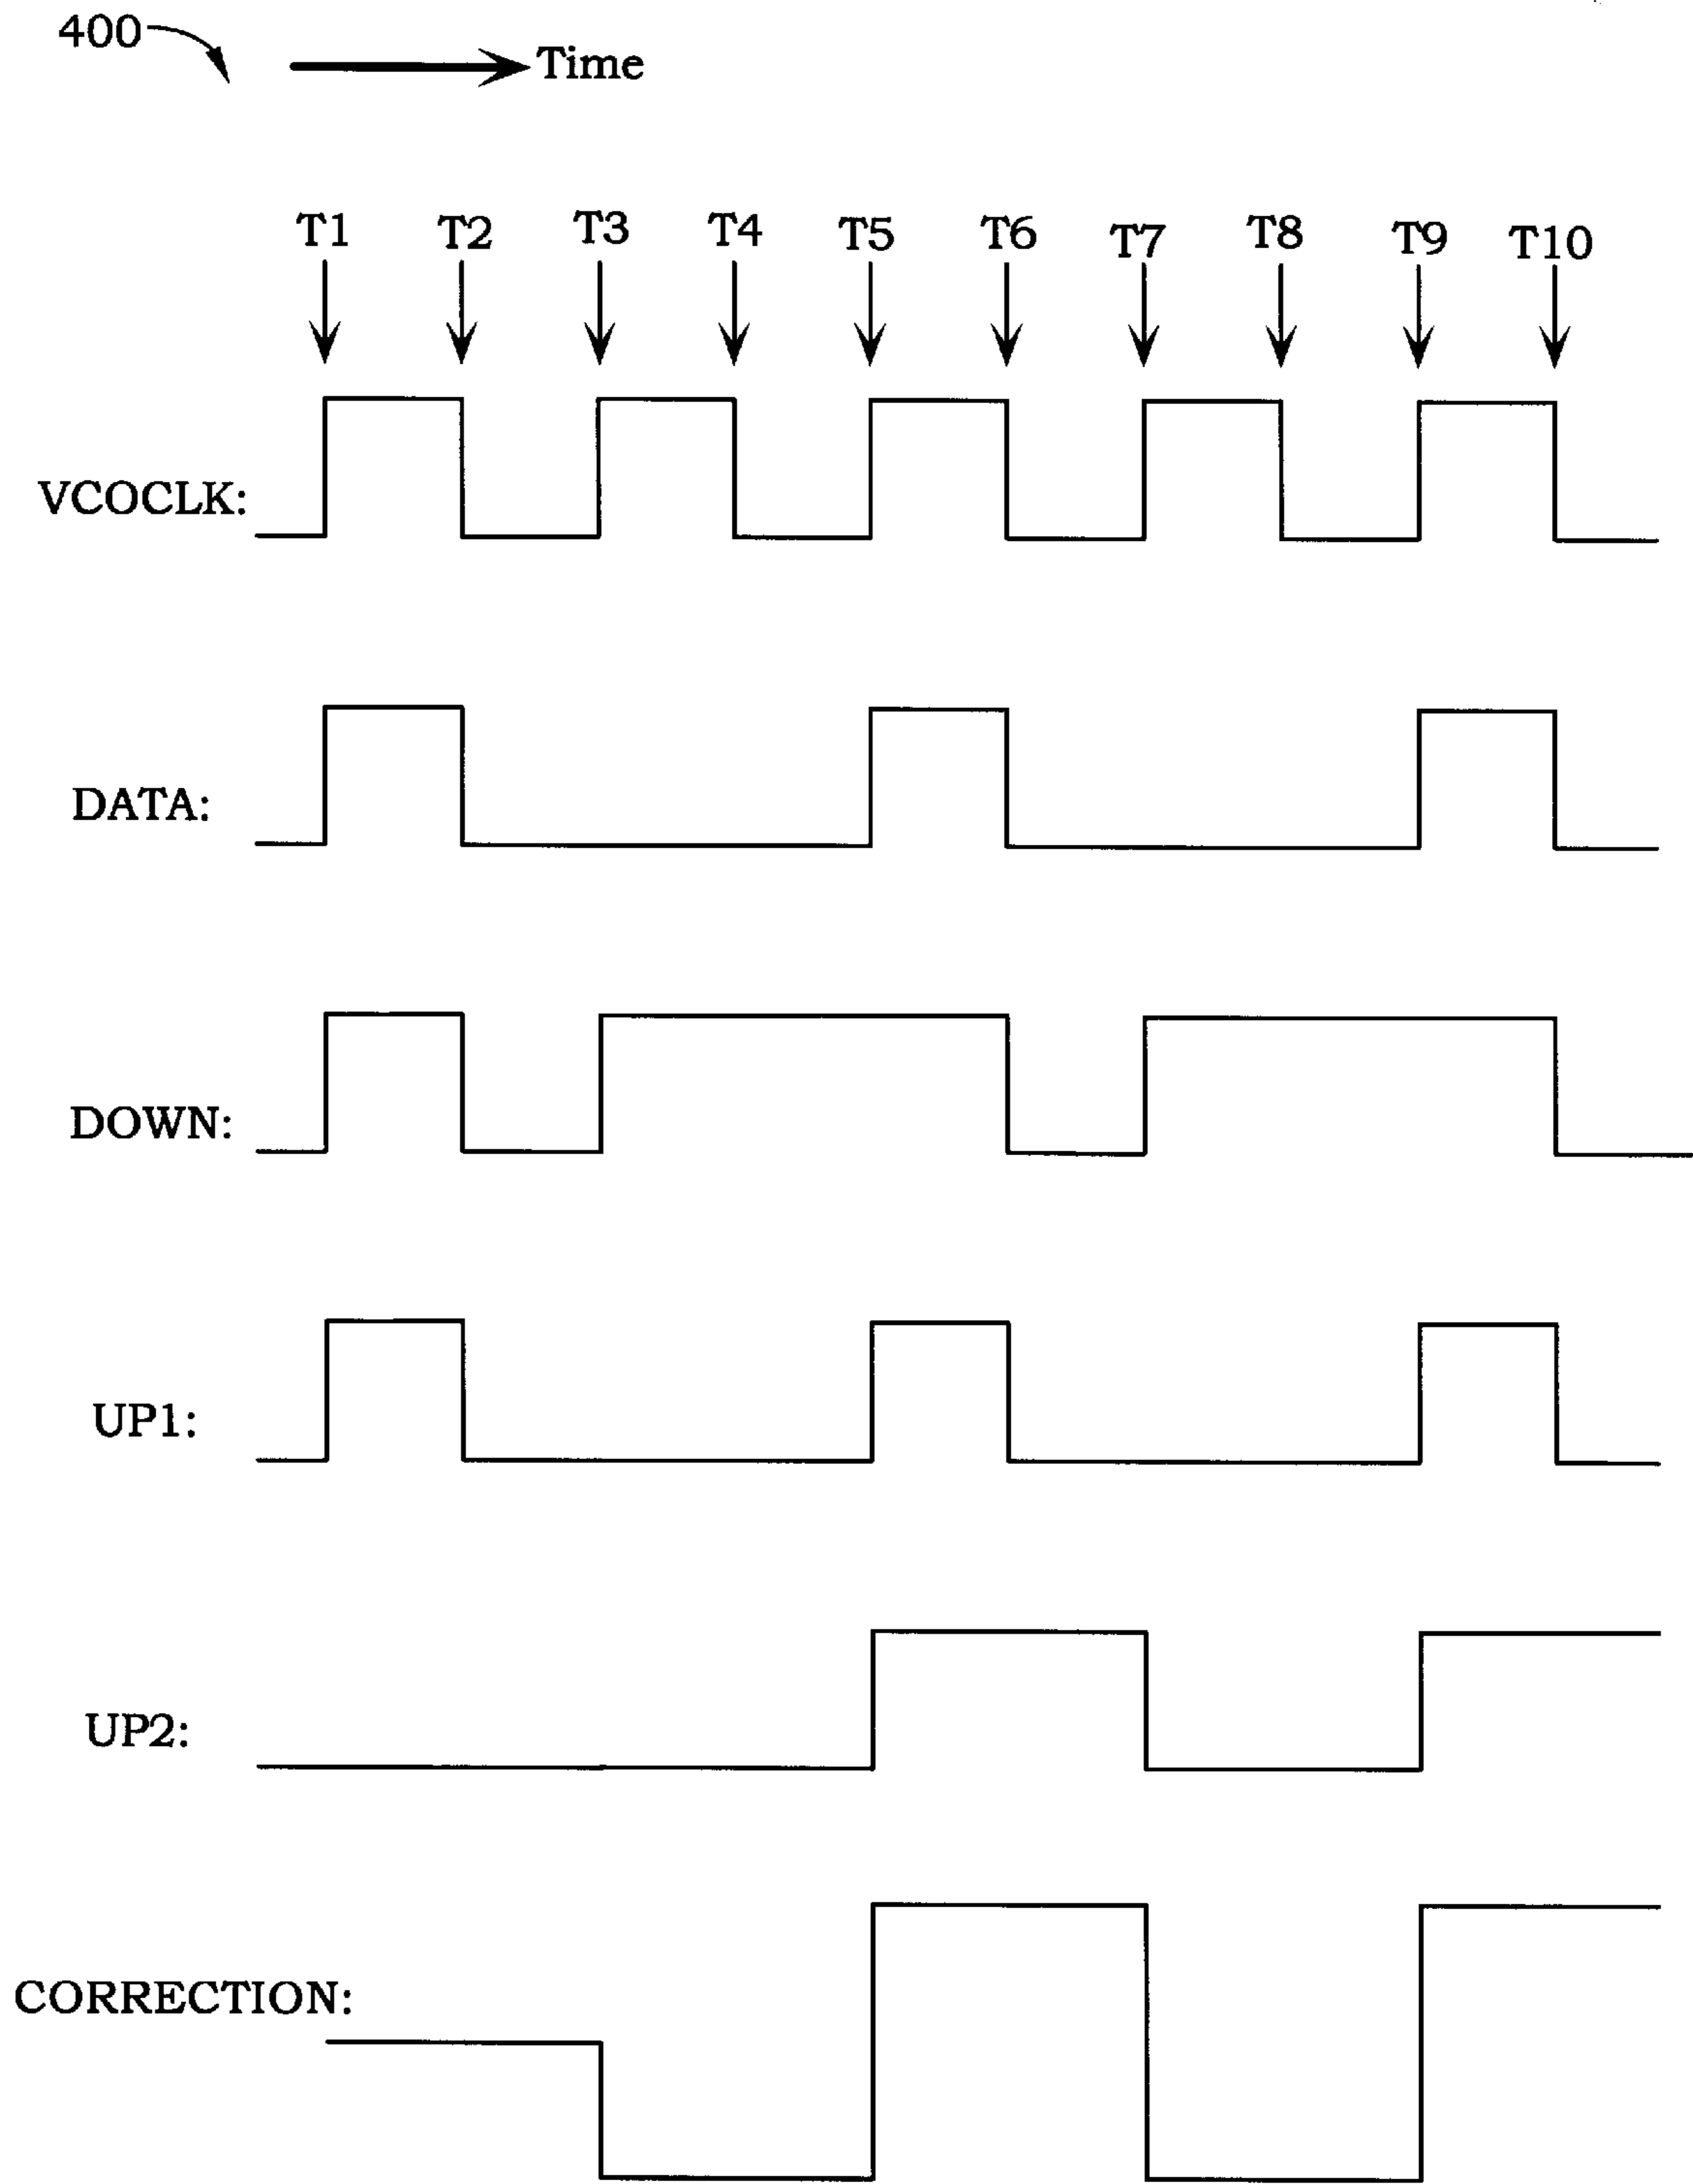 400
Time
T1 T2 T3 T4 T5 T6 T7 T8 T9 T10
VCOCLK:
DATA:
DOWN:
UP1:
UP2:
CORRECTION: